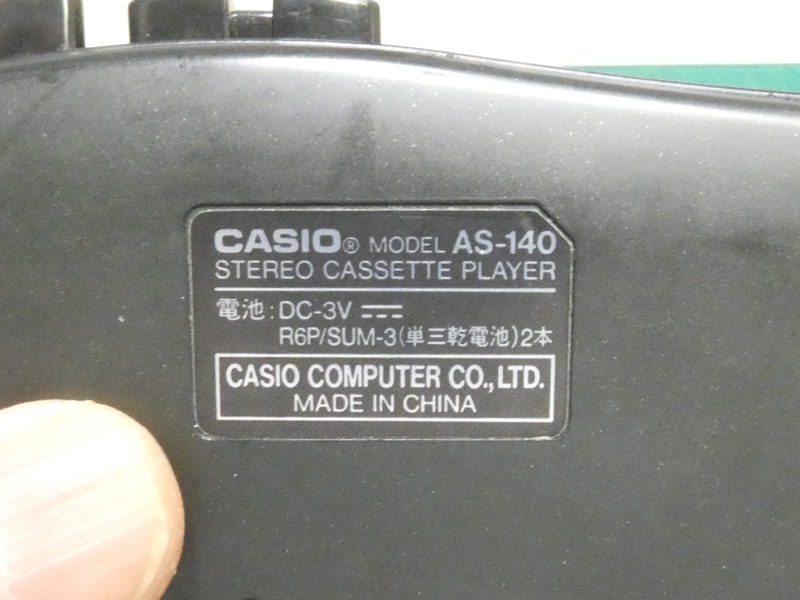 CASIO® MODEL AS-140
STEREO CASSETTE PLAYER
電池:DC-3V ⎓
R6P/SUM-3(単三乾電池)2本
CASIO COMPUTER CO.,LTD.
MADE IN CHINA